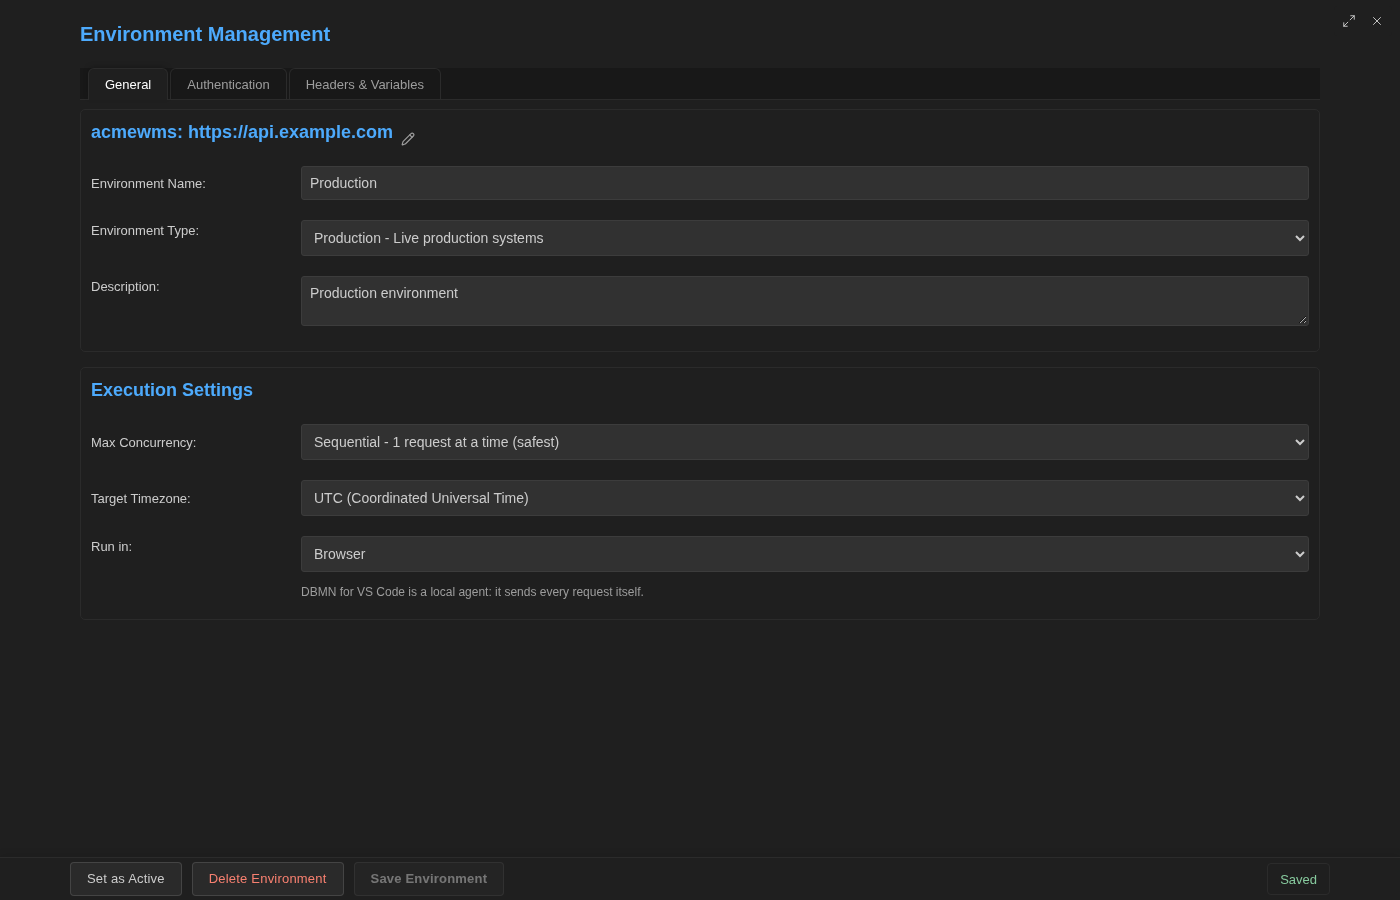 Environment Management
General
Authentication
Headers & Variables
acmewms: https://api.example.com
Environment Name:
Production
Environment Type:
Production - Live production systems
Description:
Production environment
Execution Settings
Max Concurrency:
Sequential - 1 request at a time (safest)
Target Timezone:
UTC (Coordinated Universal Time)
Run in:
Browser
DBMN for VS Code is a local agent: it sends every request itself.
Set as Active
Delete Environment
Save Environment
Saved